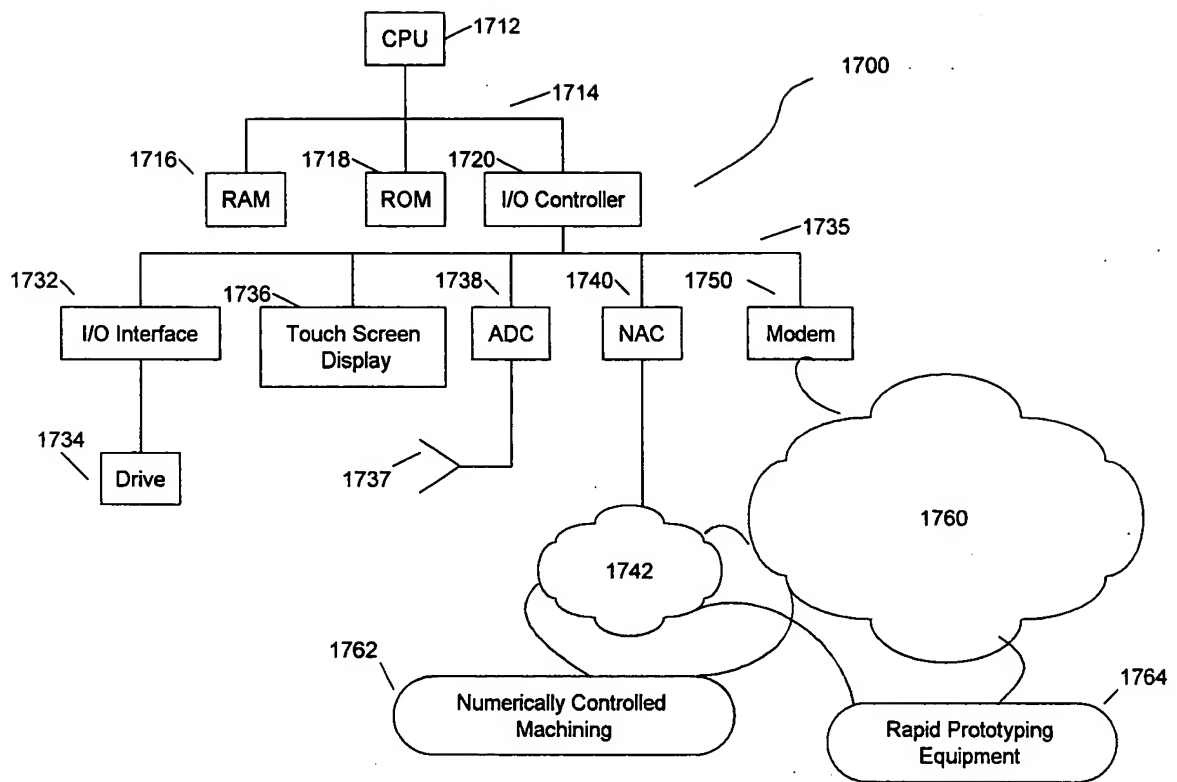 CPU
1712
1714
1700
1716
1718
1720
RAM
ROM
I/O Controller
1735
1732
1736
1738
1740
1750
I/O Interface
Touch Screen
Display
ADC
NAC
Modem
1734
Drive
1737
1760
1742
1762
1764
Numerically Controlled
Machining
Rapid Prototyping
Equipment